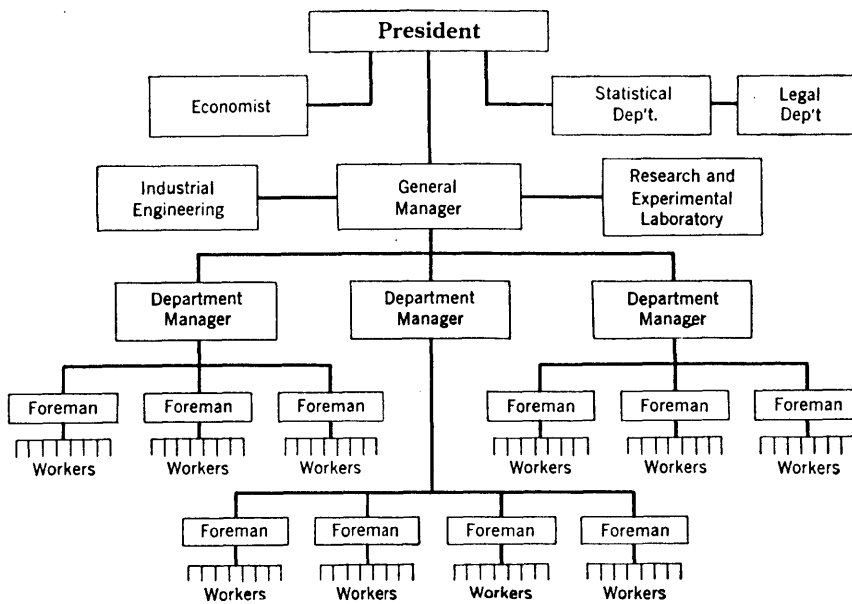 President
Economist
Statistical
Dep't.
Legal
Dep't
Industrial
Engineering
General
Manager
Research and
Experimental
Laboratory
Department
Manager
Department
Manager
Department
Manager
Foreman
Foreman
Foreman
Foreman
Foreman
Foreman
Workers
Workers
Workers
Workers
Workers
Workers
Foreman
Foreman
Foreman
Foreman
Workers
Workers
Workers
Workers